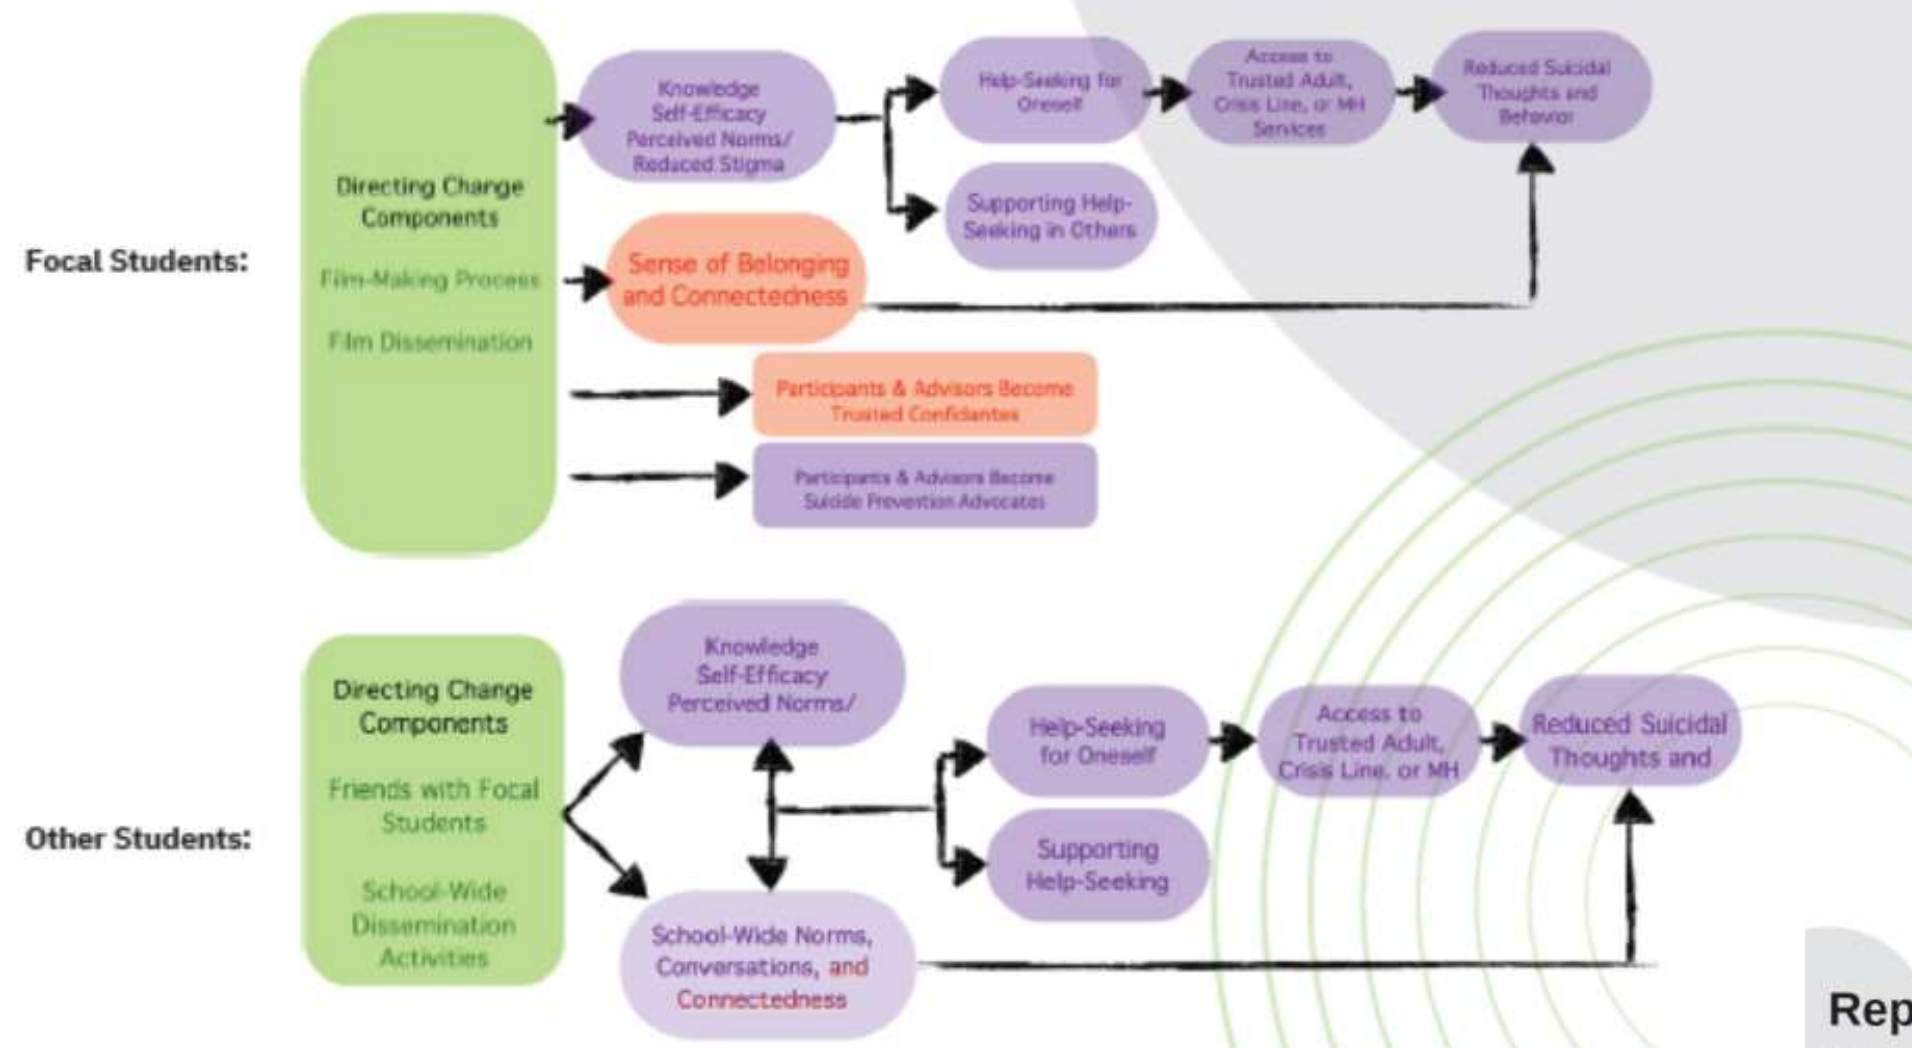 Focal Students:
Directing Change
Components
Film-Making Process
Film Dissemination
Knowledge
Self-Efficacy
Perceived Norms/
Reduced Stigma
Help-Seeking for
Oneself
Access to
Trusted Adult,
Crisis Line, or MH
Services
Reduced Suicidal
Thoughts and
Behavior
Supporting Help-
Seeking in Others
Sense of Belonging
and Connectedness
Participants & Advisors Become
Trusted Confidantes
Participants & Advisors Become
Suicide Prevention Advocates
Other Students:
Directing Change
Components
Friends with Focal
Students
School-Wide
Dissemination
Activities
Knowledge
Self-Efficacy
Perceived Norms/
School-Wide Norms,
Conversations, and
Connectedness
Help-Seeking
for Oneself
Access to
Trusted Adult,
Crisis Line, or MH
Reduced Suicidal
Thoughts and
Supporting
Help-Seeking
Rep